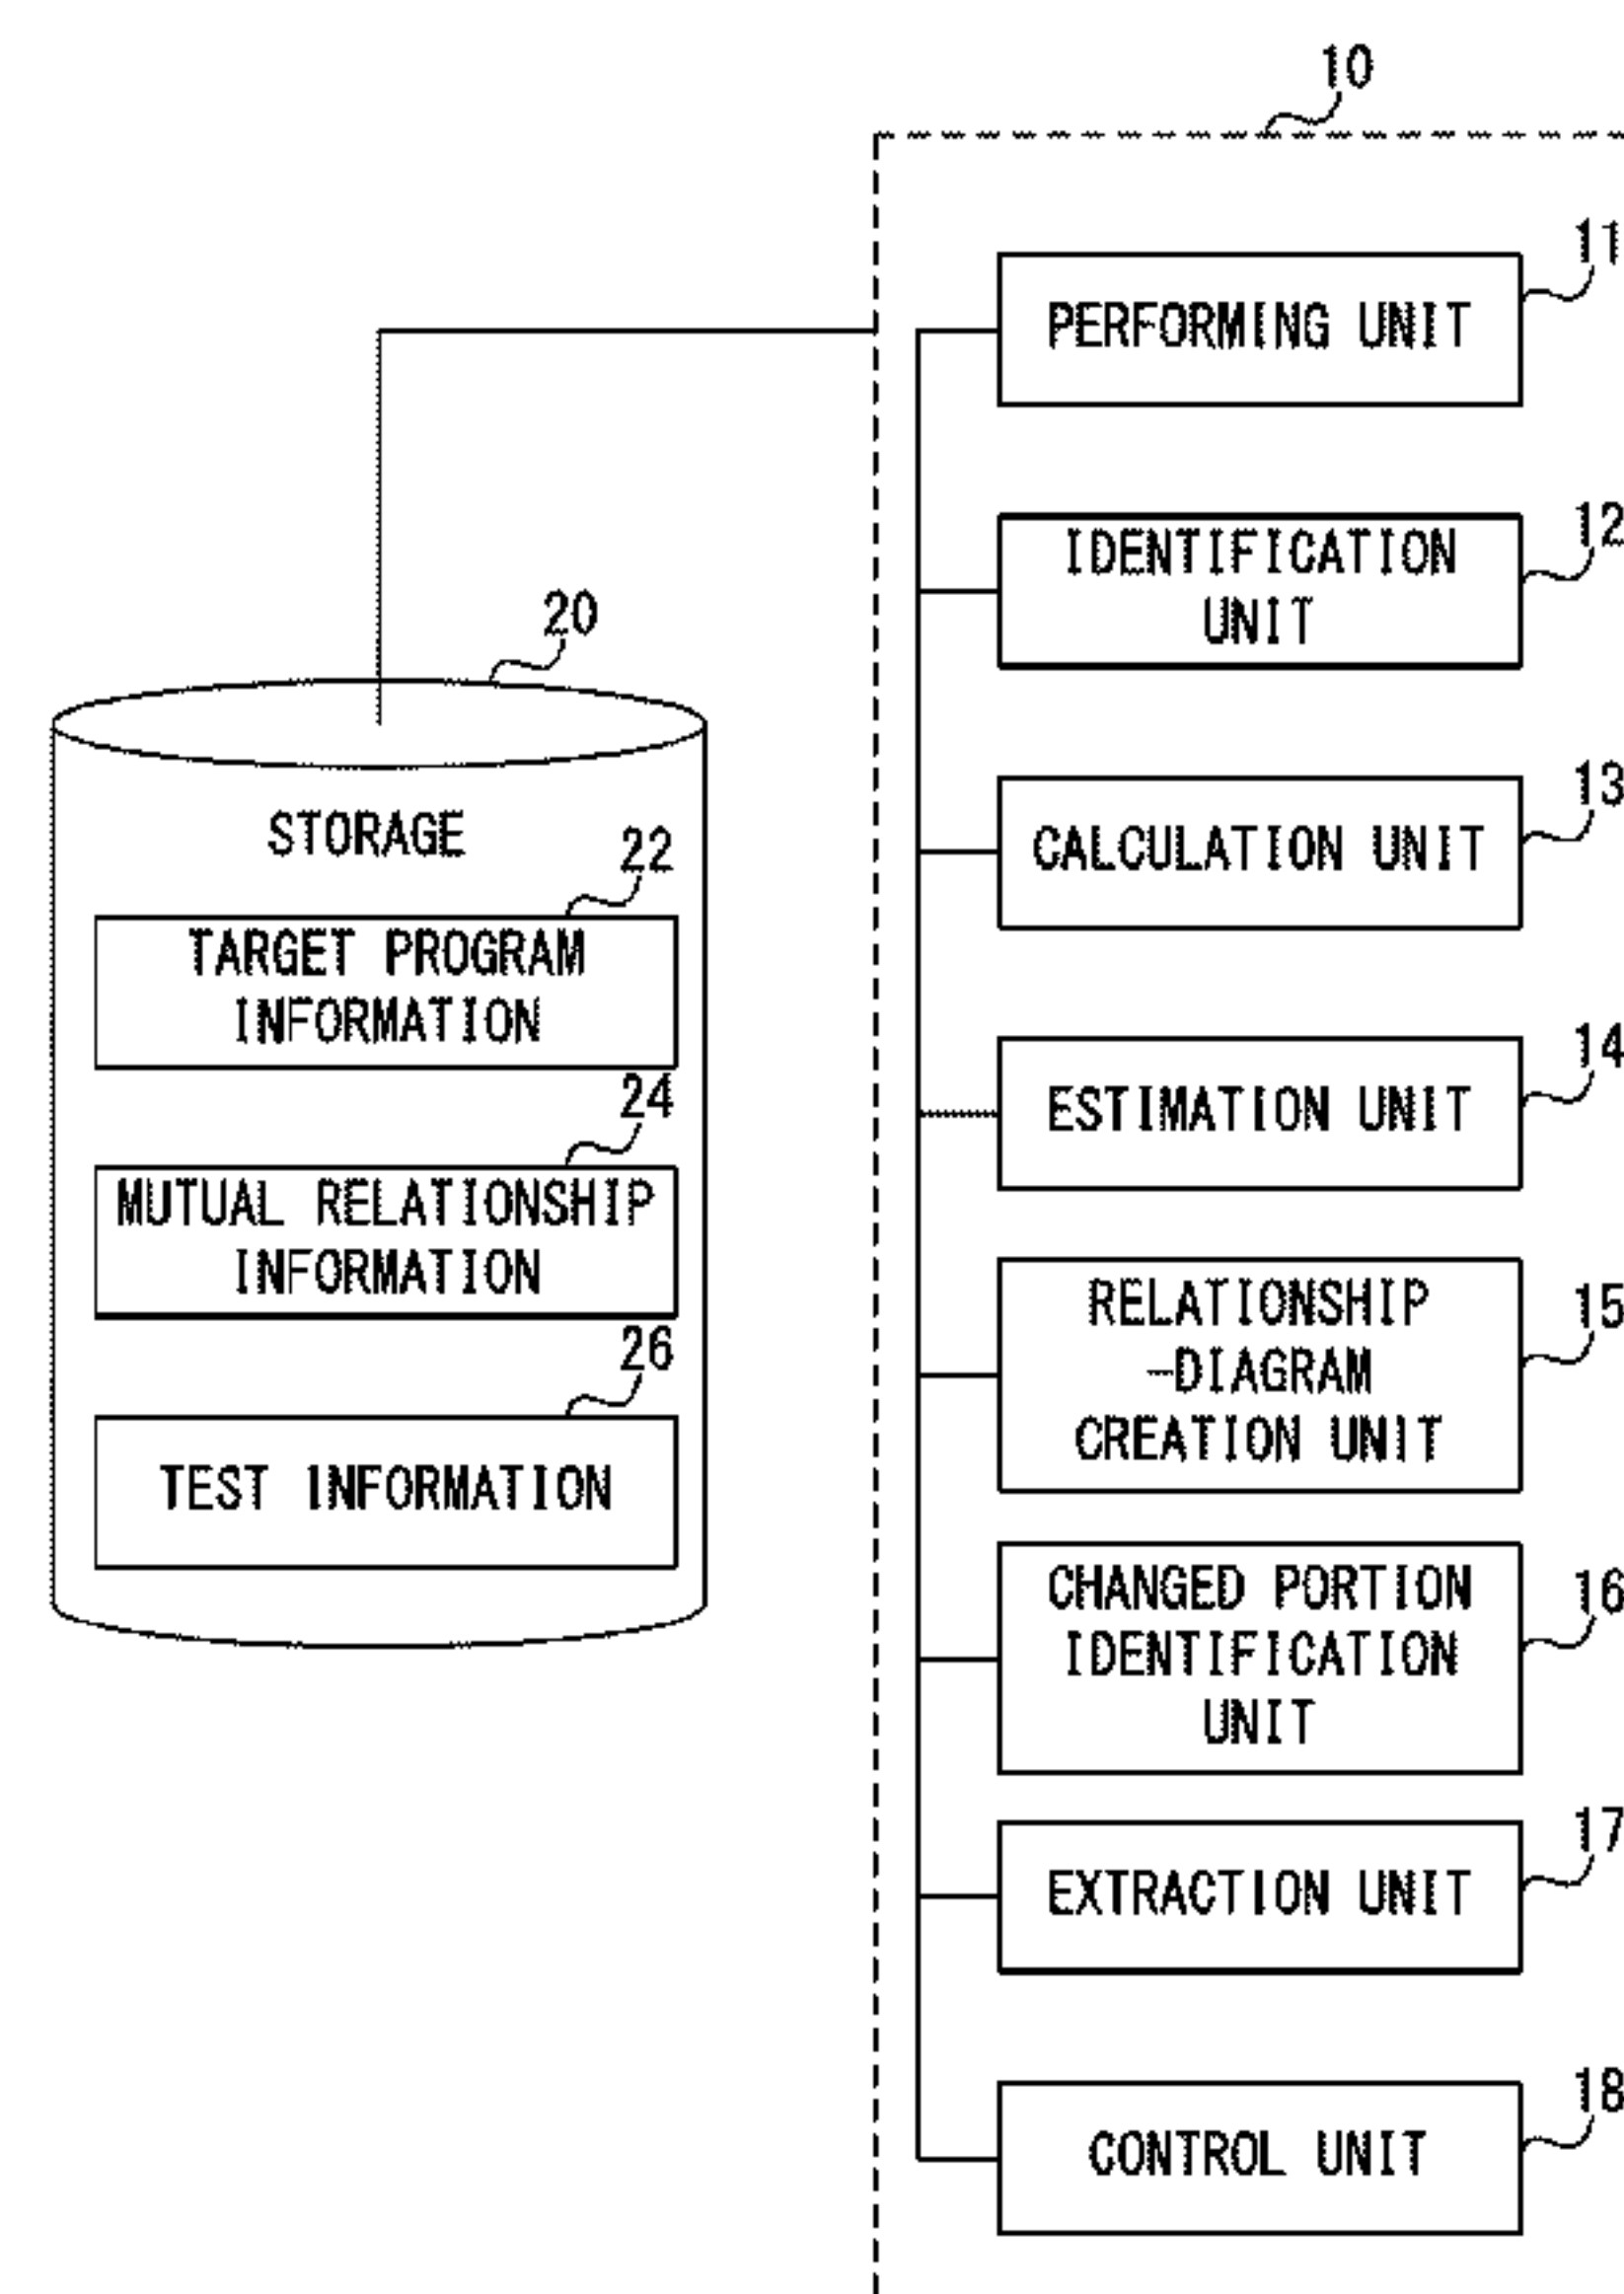 10
11
PERFORMING UNIT
12
IDENTIFICATION
UNIT
20
13
STORAGE
CALCULATION UNIT
22
TARGET PROGRAM
INFORMATION
14
ESTIMATION UNIT
24
MUTUAL RELATIONSHIP
INFORMATION
15
RELATIONSHIP
-DIAGRAM
CREATION UNIT
26
TEST INFORMATION
16
CHANGED PORTION
IDENTIFICATION
UNIT
17
EXTRACTION UNIT
18
CONTROL UNIT